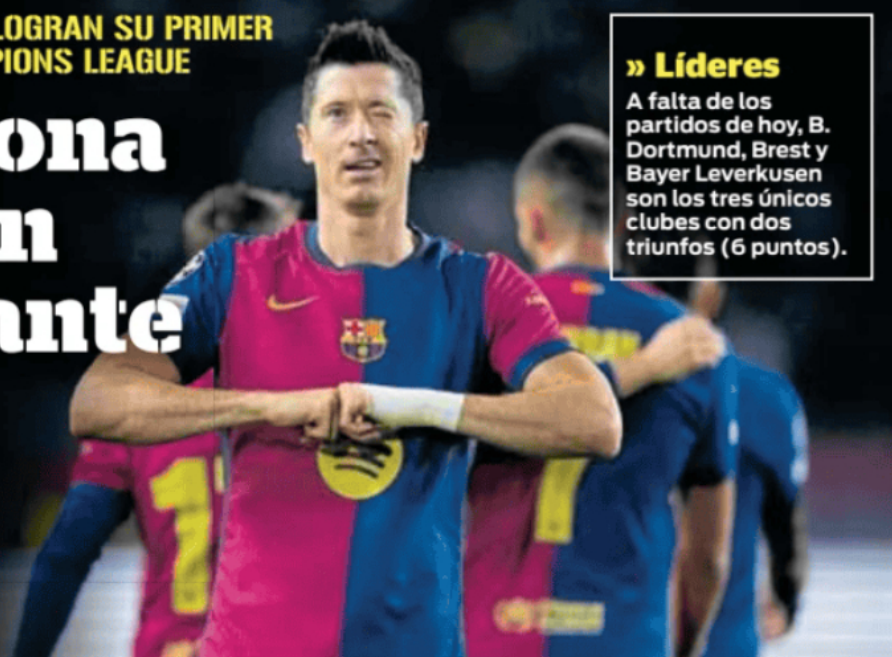 LOGRAN SU PRIMER
PIONS LEAGUE
ona
n
ante
» Líderes
A falta de los
partidos de hoy, B.
Dortmund, Brest y
Bayer Leverkusen
son los tres únicos
clubes con dos
triunfos (6 puntos).